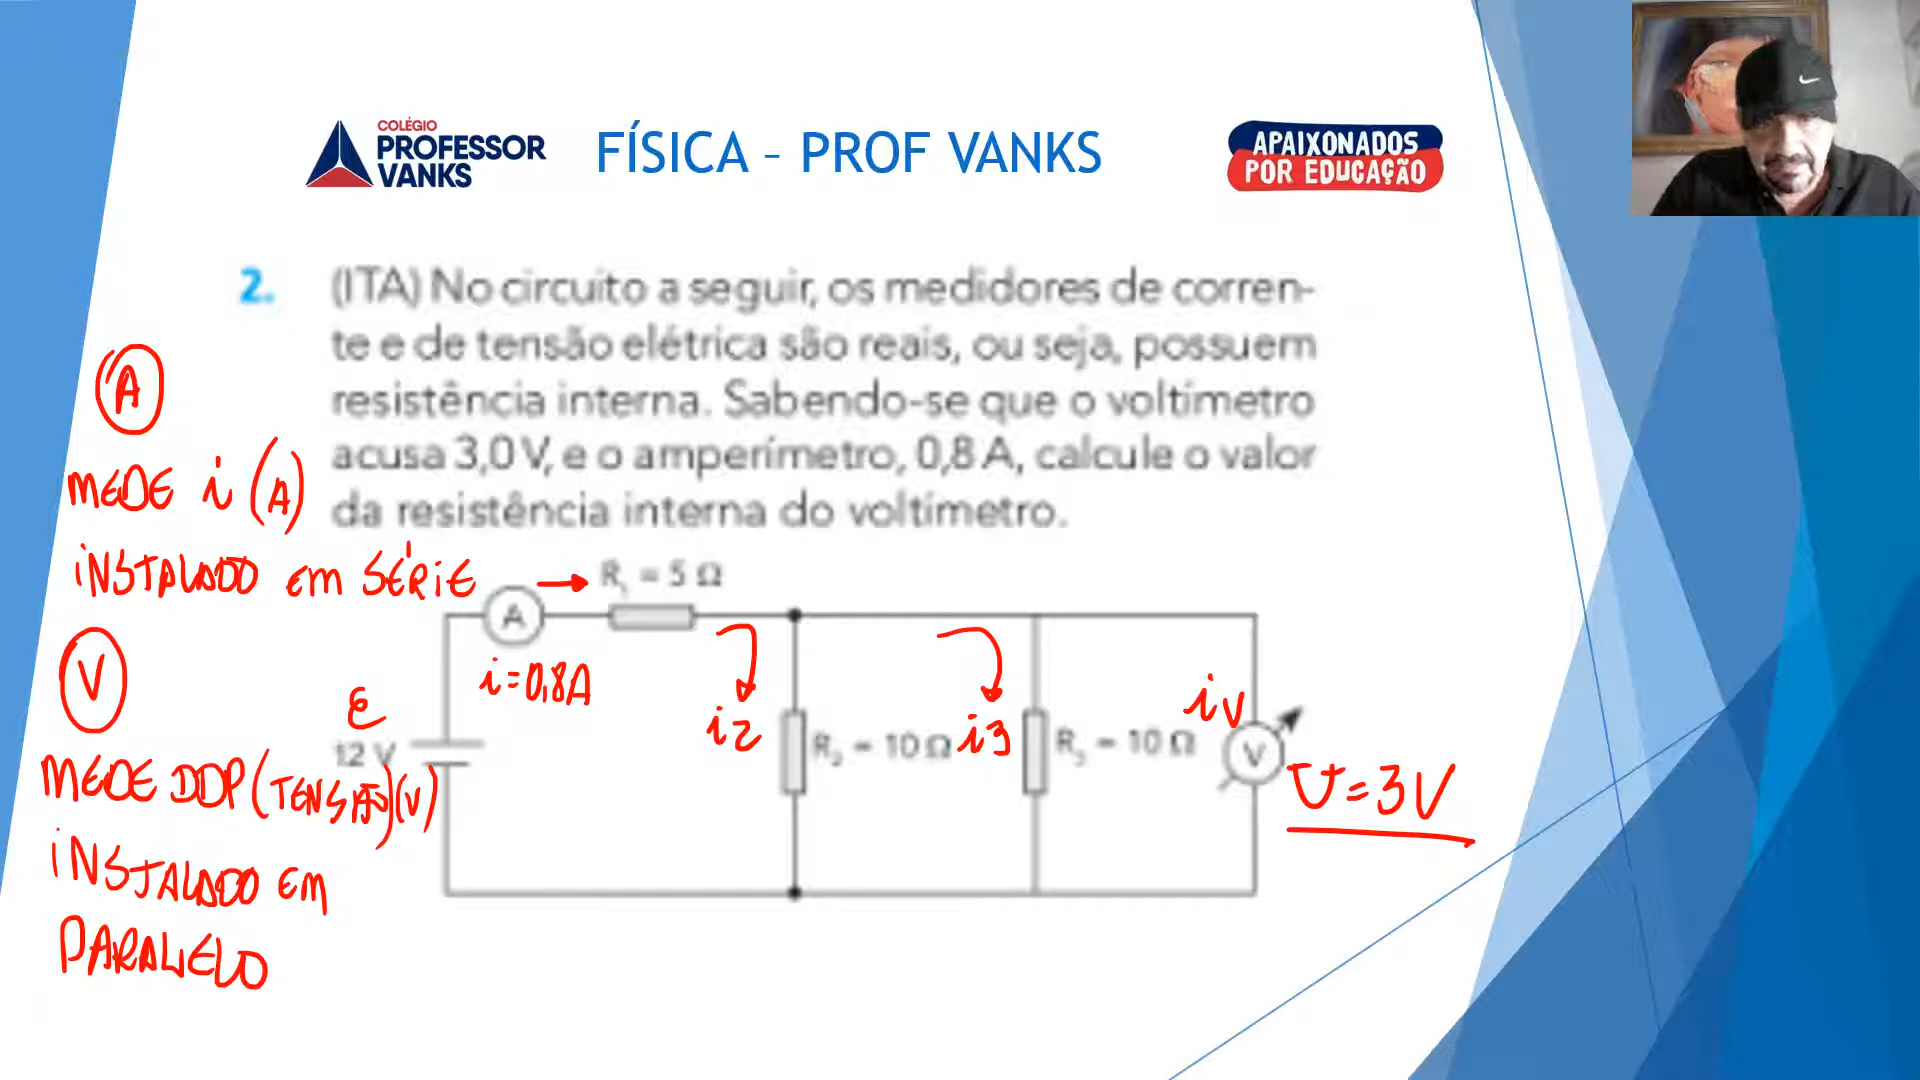 COLÉGIO
PROFESSOR
VANKS
FÍSICA – PROF VANKS
APAIXONADOS
POR EDUCAÇÃO
2. (ITA) No circuito a seguir, os medidores de corren-
te e de tensão elétrica são reais, ou seja, possuem
resistência interna. Sabendo-se que o voltímetro
acusa 3,0 V, e o amperímetro, 0,8 A, calcule o valor
da resistência interna do voltímetro.
A
MEDE i (A)
INSTALADO EM SÉRIE
V
MEDE DDP (TENSÃO) (V)
INSTALADO EM
PARALELO
A
R₁ = 5 Ω
i = 0,8A
ε
12 V
i2
R₂ = 10 Ω
i3
R₃ = 10 Ω
iV
V
U = 3V